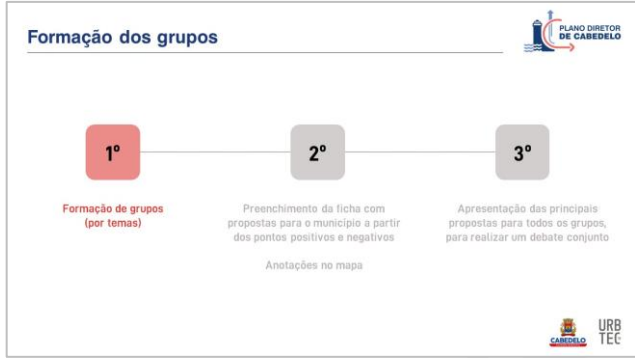 Formação dos grupos
PLANO DIRETOR
DE CABEDELO
1º
2º
3º
Formação de grupos
(por temas)
Preenchimento da ficha com
propostas para o município a partir
dos pontos positivos e negativos
Anotações no mapa
Apresentação das principais
propostas para todos os grupos,
para realizar um debate conjunto
CABEDELO
URB
TEC